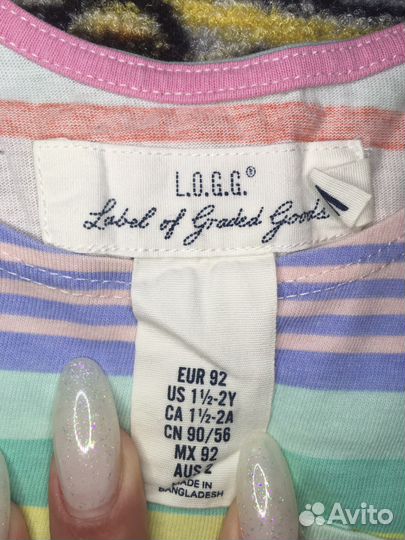 L.O.G.G.®
Label of Graded Goods
EUR 92
US 1½-2Y
CA 1½-2A
CN 90/56
MX 92
AUS 2
MADE IN
BANGLADESH
Avito